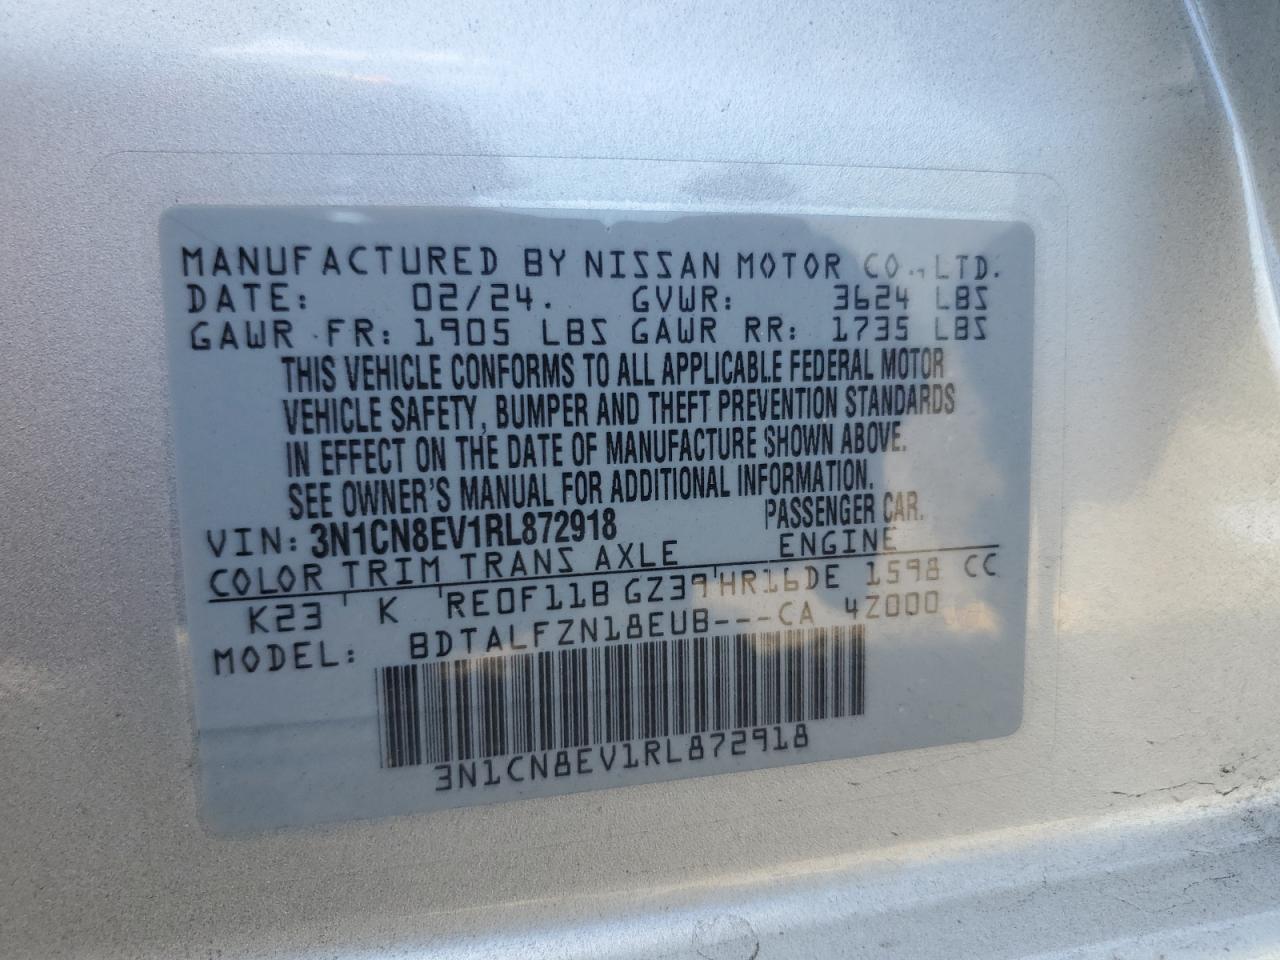 MANUFACTURED BY NISSAN MOTOR CO., LTD.
DATE: 02/24. GVWR: 3624 LBS
GAWR FR: 1905 LBS GAWR RR: 1735 LBS
THIS VEHICLE CONFORMS TO ALL APPLICABLE FEDERAL MOTOR
VEHICLE SAFETY, BUMPER AND THEFT PREVENTION STANDARDS
IN EFFECT ON THE DATE OF MANUFACTURE SHOWN ABOVE.
SEE OWNER'S MANUAL FOR ADDITIONAL INFORMATION.
VIN: 3N1CN8EV1RL872918 PASSENGER CAR.
COLOR TRIM TRANS AXLE ENGINE
K23 K RE0F11B GZ39 HR16DE 1598 CC
MODEL: BDTALFZN18EUB---CA 4Z000
3N1CN8EV1RL872918